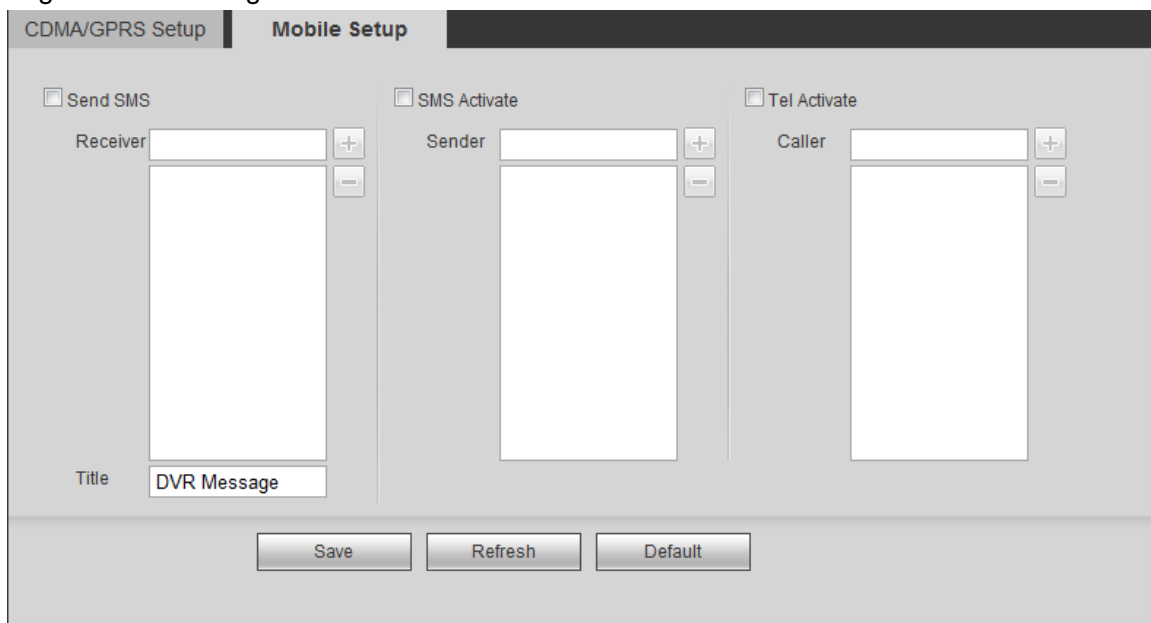 CDMA/GPRS Setup Mobile Setup
Send SMS SMS Activate Tel Activate
Receiver Sender Caller
Title DVR Message
Save Refresh Default